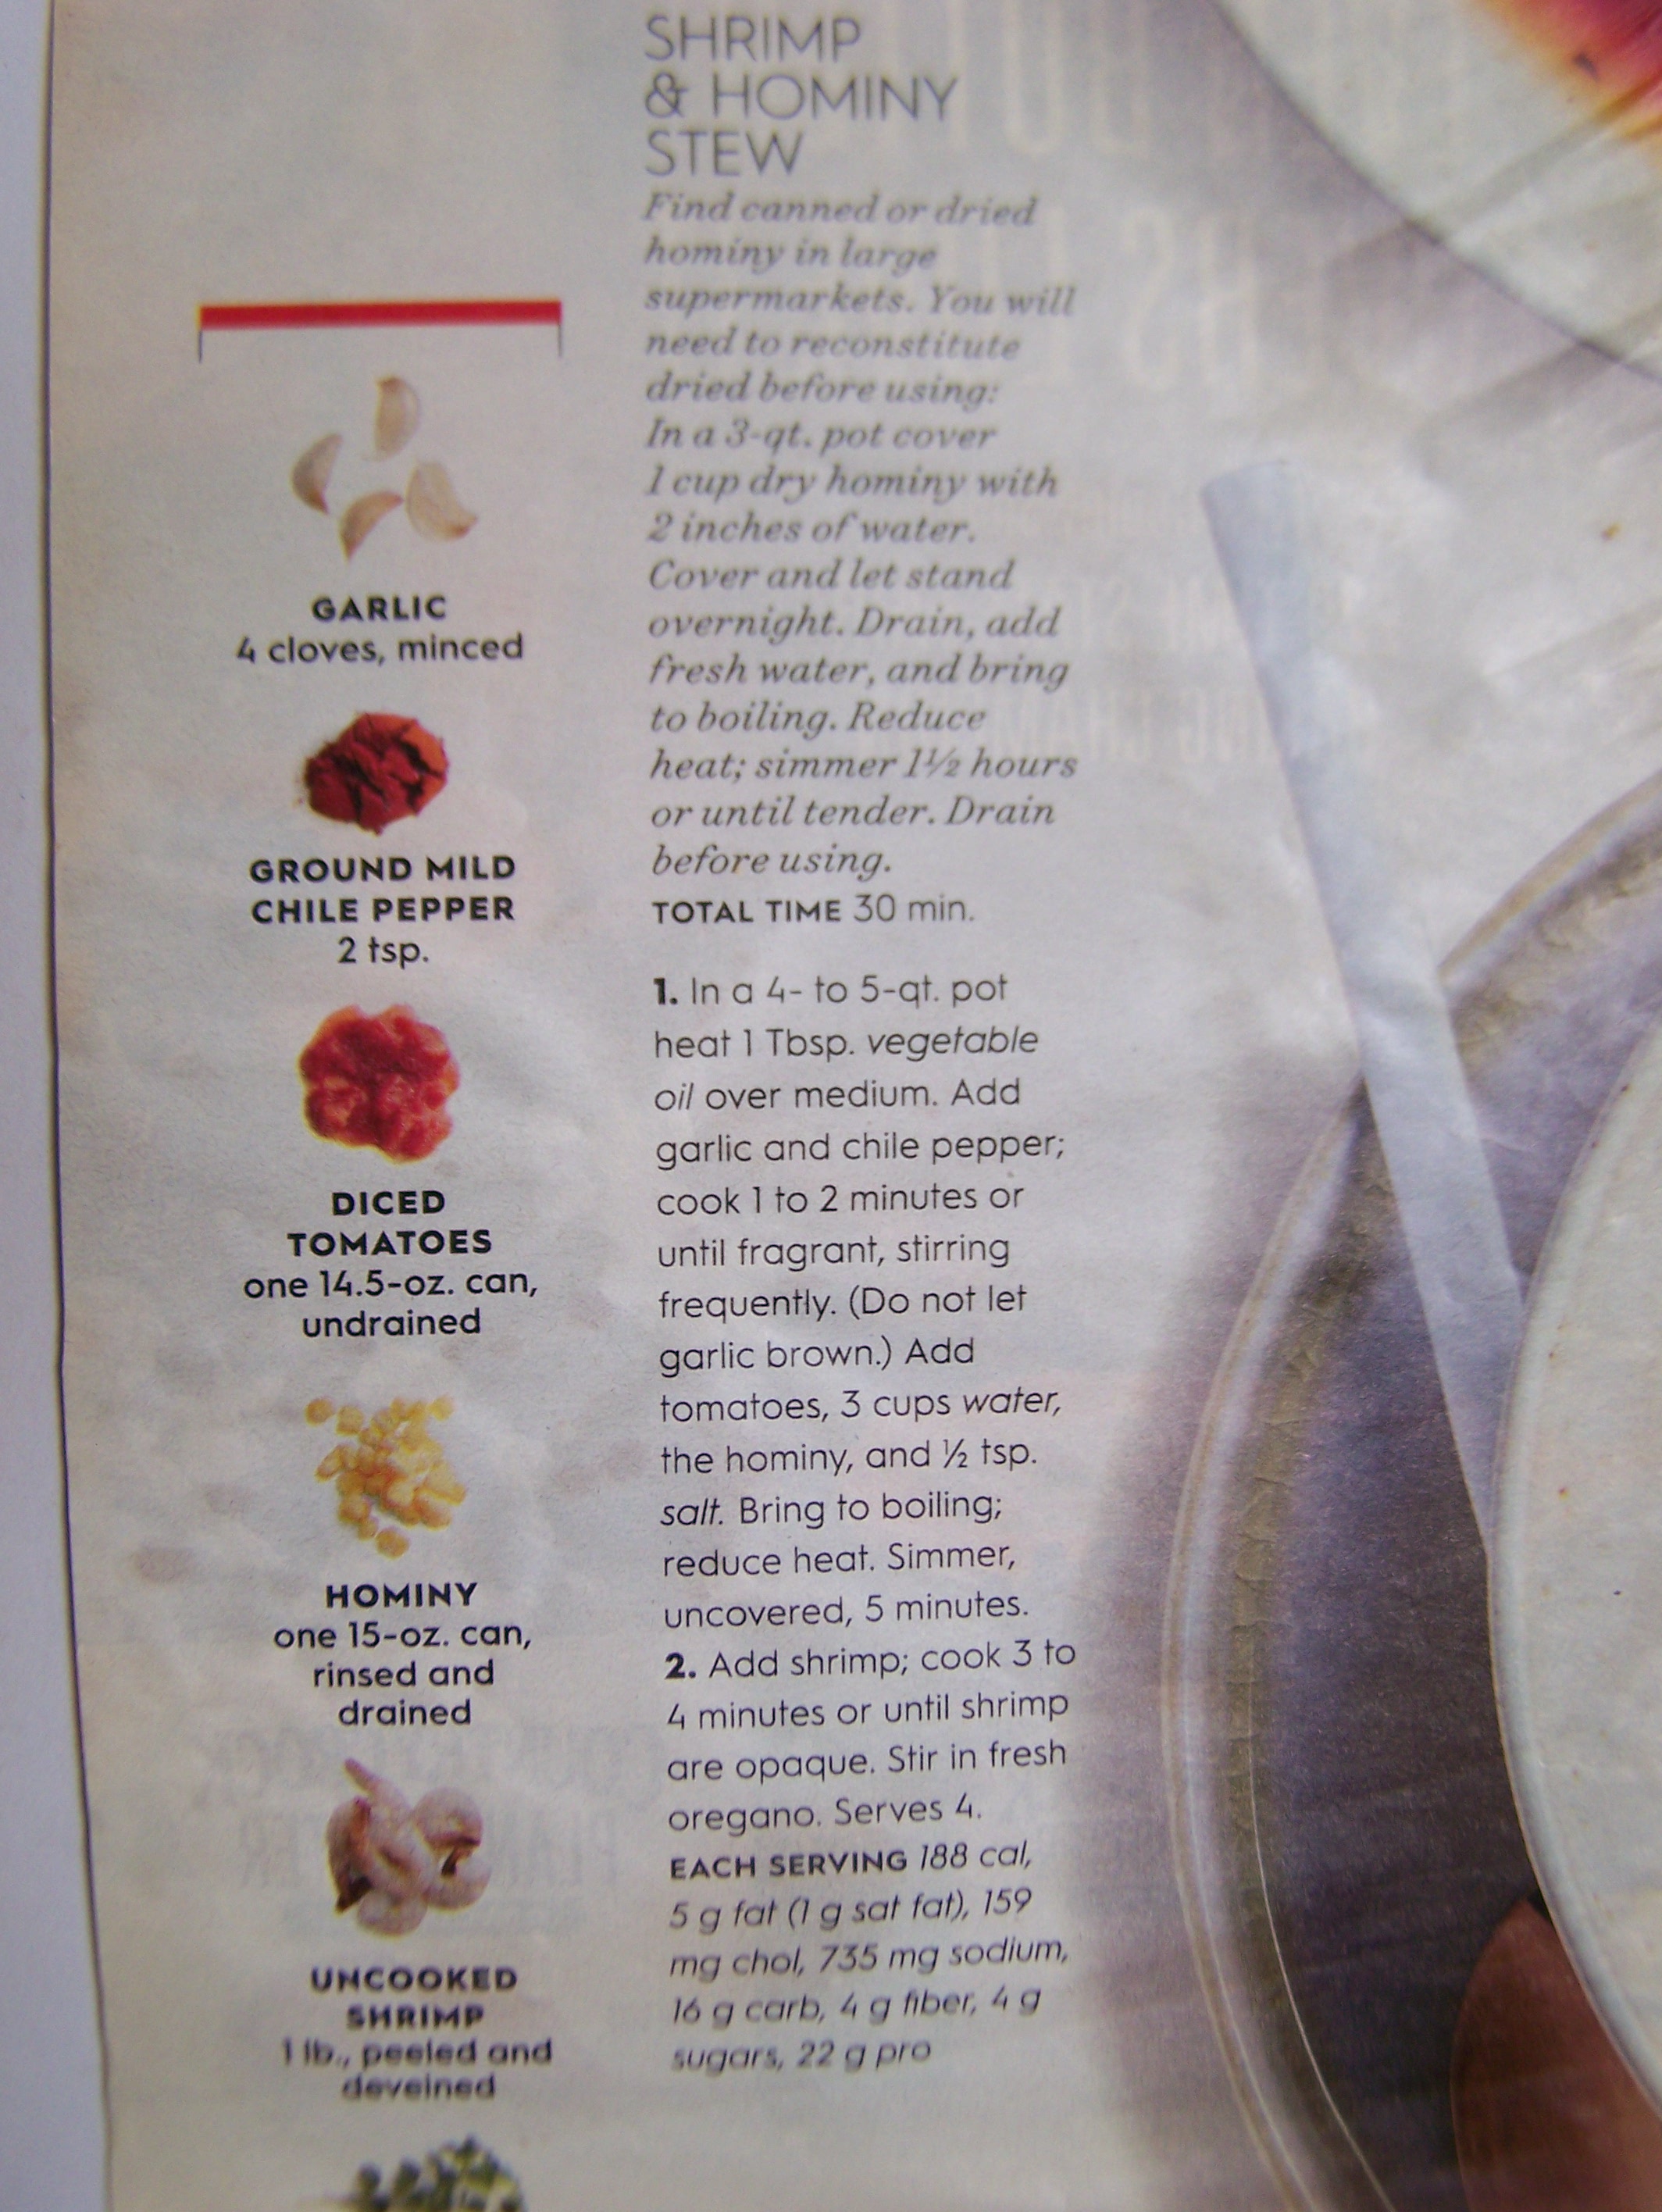 SHRIMP
& HOMINY
STEW
Find canned or dried
hominy in large
supermarkets. You will
need to reconstitute
dried before using:
In a 3-qt. pot cover
1 cup dry hominy with
2 inches of water.
Cover and let stand
overnight. Drain, add
fresh water, and bring
to boiling. Reduce
heat; simmer 1½ hours
or until tender. Drain
before using.
TOTAL TIME 30 min.
1. In a 4- to 5-qt. pot
heat 1 Tbsp. vegetable
oil over medium. Add
garlic and chile pepper;
cook 1 to 2 minutes or
until fragrant, stirring
frequently. (Do not let
garlic brown.) Add
tomatoes, 3 cups water,
the hominy, and ½ tsp.
salt. Bring to boiling;
reduce heat. Simmer,
uncovered, 5 minutes.
2. Add shrimp; cook 3 to
4 minutes or until shrimp
are opaque. Stir in fresh
oregano. Serves 4.
EACH SERVING 188 cal,
5 g fat (1 g sat fat), 159
mg chol, 735 mg sodium,
16 g carb, 4 g fiber, 4 g
sugars, 22 g pro
GARLIC
4 cloves, minced
GROUND MILD
CHILE PEPPER
2 tsp.
DICED
TOMATOES
one 14.5-oz. can,
undrained
HOMINY
one 15-oz. can,
rinsed and
drained
UNCOOKED
SHRIMP
1 lb., peeled and
deveined